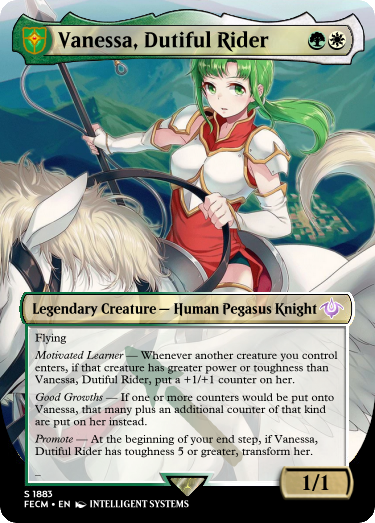 Vanessa, Dutiful Rider
Legendary Creature — Human Pegasus Knight
Flying
Motivated Learner — Whenever another creature you control
enters, if that creature has greater power or toughness than
Vanessa, Dutiful Rider, put a +1/+1 counter on her.
Good Growths — If one or more counters would be put onto
Vanessa, that many plus an additional counter of that kind
are put on her instead.
Promote — At the beginning of your end step, if Vanessa,
Dutiful Rider has toughness 5 or greater, transform her.
–
1/1
S 1883
FECM • EN INTELLIGENT SYSTEMS